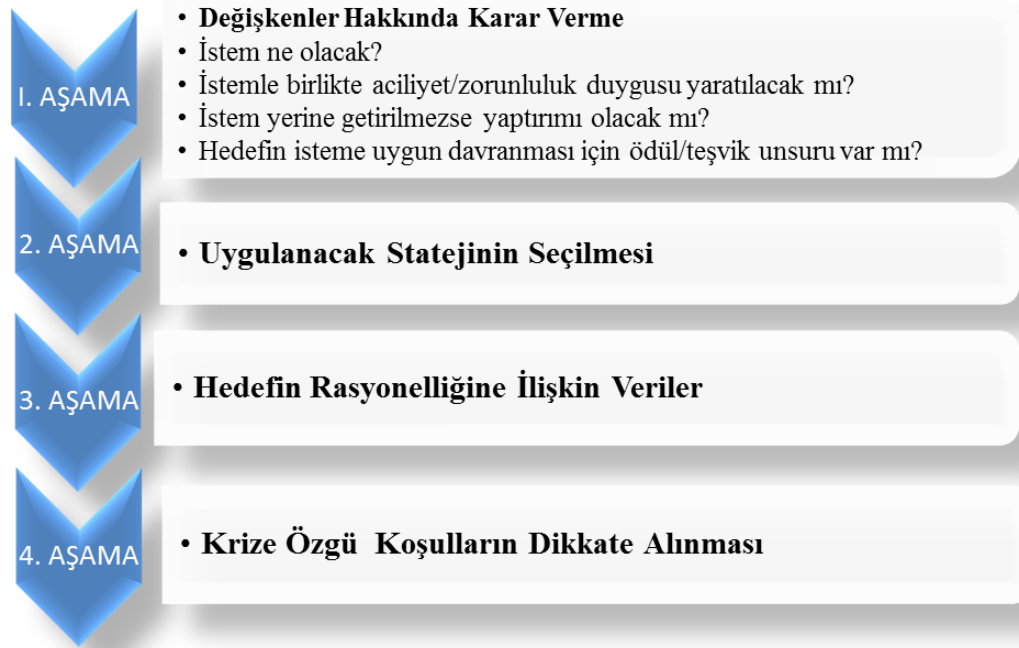 I. AŞAMA
• Değişkenler Hakkında Karar Verme
• İstem ne olacak?
• İstemle birlikte aciliyet/zorunluluk duygusu yaratılacak mı?
• İstem yerine getirilmezse yaptırımı olacak mı?
• Hedefin isteme uygun davranması için ödül/teşvik unsuru var mı?
2. AŞAMA
• Uygulanacak Statejinin Seçilmesi
3. AŞAMA
• Hedefin Rasyonelliğine İlişkin Veriler
4. AŞAMA
• Krize Özgü Koşulların Dikkate Alınması